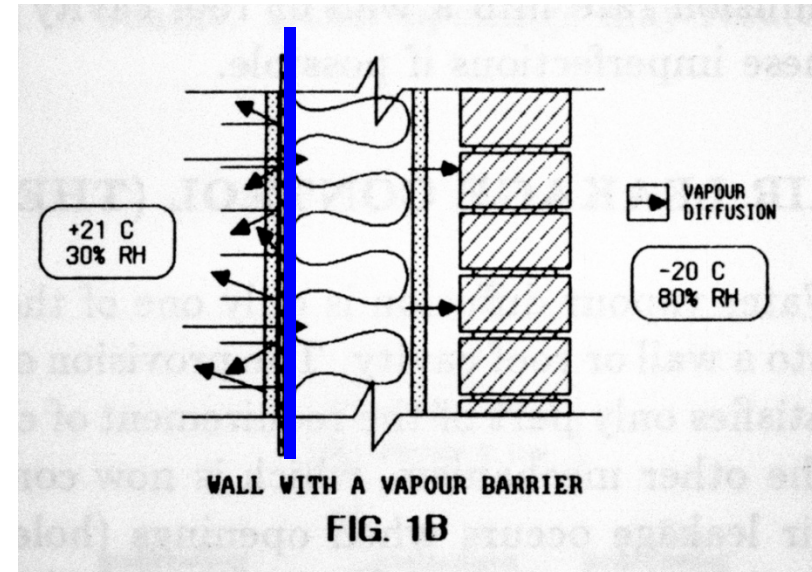 +21 C
30% RH
VAPOUR
DIFFUSION
-20 C
80% RH
WALL WITH A VAPOUR BARRIER
FIG. 1B